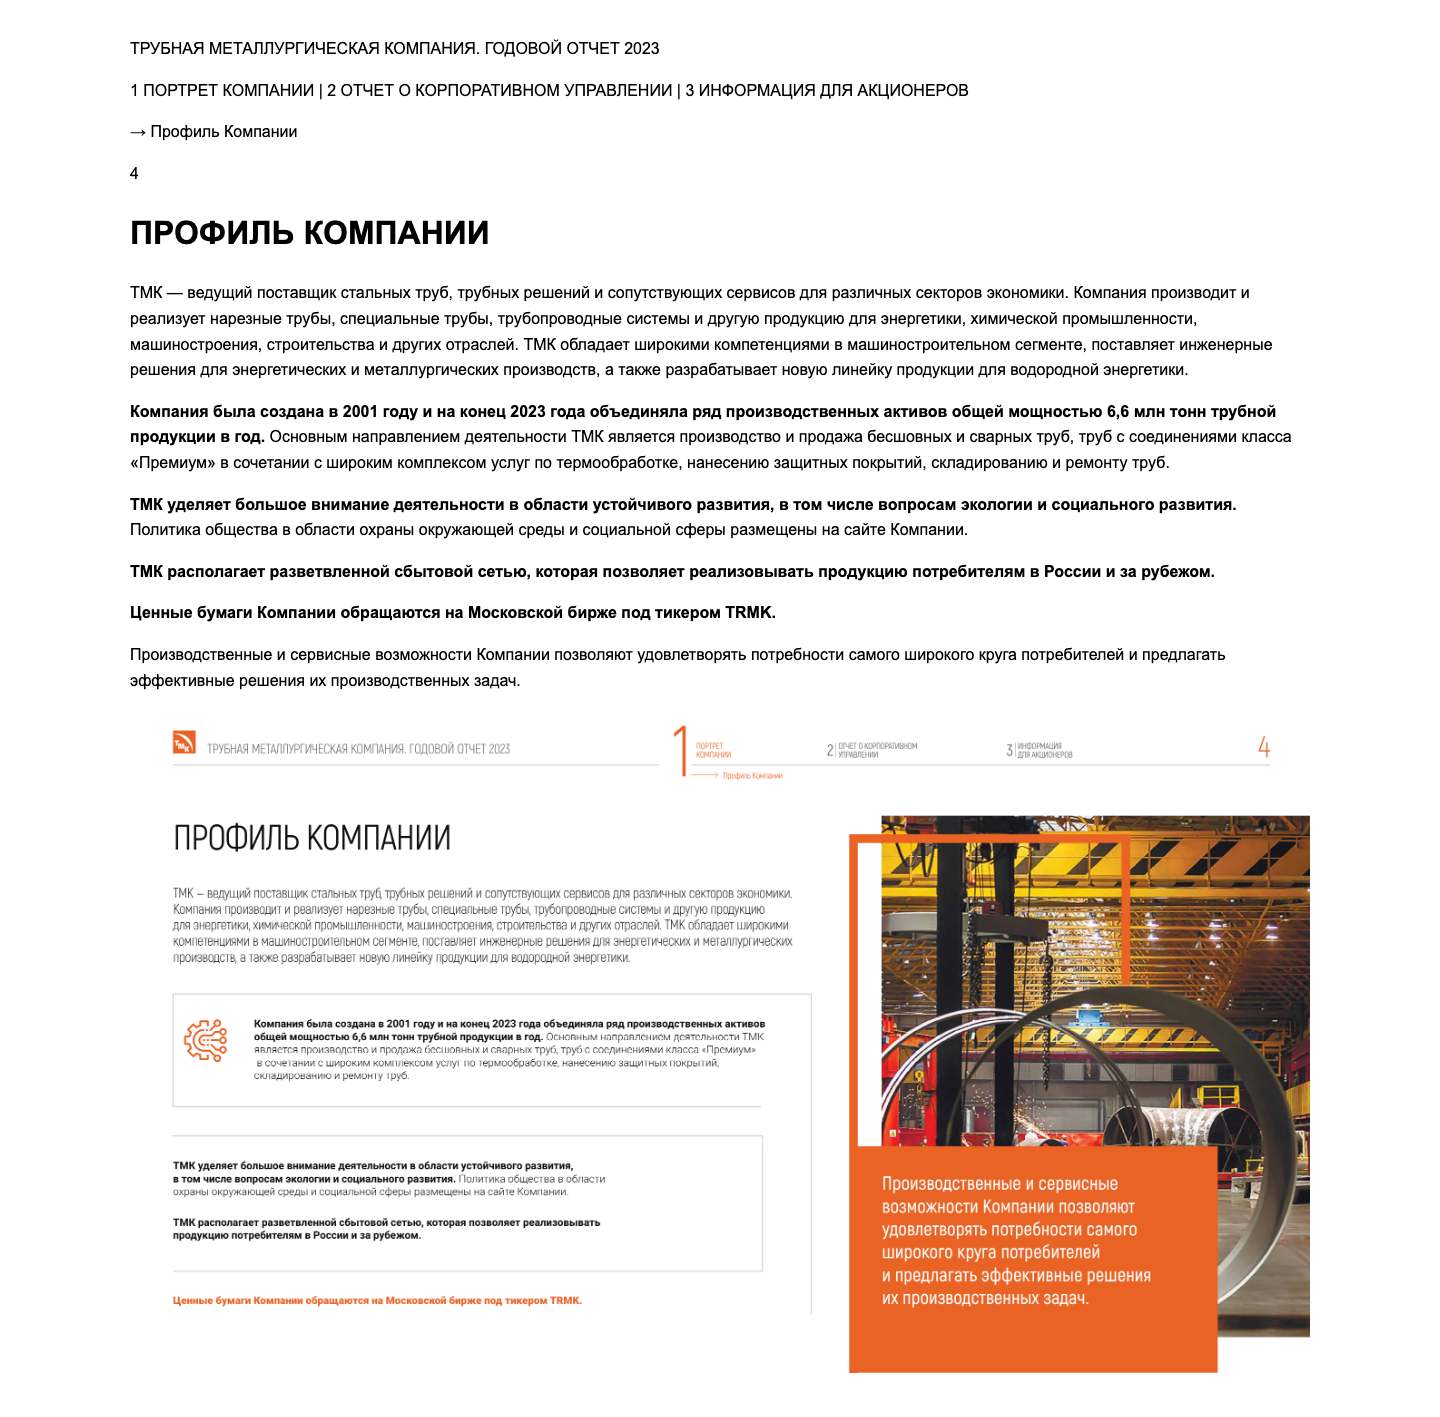 ТРУБНАЯ МЕТАЛЛУРГИЧЕСКАЯ КОМПАНИЯ. ГОДОВОЙ ОТЧЕТ 2023
1 ПОРТРЕТ КОМПАНИИ | 2 ОТЧЕТ О КОРПОРАТИВНОМ УПРАВЛЕНИИ | 3 ИНФОРМАЦИЯ ДЛЯ АКЦИОНЕРОВ
→ Профиль Компании
4
ПРОФИЛЬ КОМПАНИИ
ТМК — ведущий поставщик стальных труб, трубных решений и сопутствующих сервисов для различных секторов экономики. Компания производит и
реализует нарезные трубы, специальные трубы, трубопроводные системы и другую продукцию для энергетики, химической промышленности,
машиностроения, строительства и других отраслей. ТМК обладает широкими компетенциями в машиностроительном сегменте, поставляет инженерные
решения для энергетических и металлургических производств, а также разрабатывает новую линейку продукции для водородной энергетики.
Компания была создана в 2001 году и на конец 2023 года объединяла ряд производственных активов общей мощностью 6,6 млн тонн трубной
продукции в год. Основным направлением деятельности ТМК является производство и продажа бесшовных и сварных труб, труб с соединениями класса
«Премиум» в сочетании с широким комплексом услуг по термообработке, нанесению защитных покрытий, складированию и ремонту труб.
ТМК уделяет большое внимание деятельности в области устойчивого развития, в том числе вопросам экологии и социального развития.
Политика общества в области охраны окружающей среды и социальной сферы размещены на сайте Компании.
ТМК располагает разветвленной сбытовой сетью, которая позволяет реализовывать продукцию потребителям в России и за рубежом.
Ценные бумаги Компании обращаются на Московской бирже под тикером TRMK.
Производственные и сервисные возможности Компании позволяют удовлетворять потребности самого широкого круга потребителей и предлагать
эффективные решения их производственных задач.
ТМК
ТРУБНАЯ МЕТАЛЛУРГИЧЕСКАЯ КОМПАНИЯ. ГОДОВОЙ ОТЧЕТ 2023
1 ПОРТРЕТ
КОМПАНИИ
→ Профиль Компании
2 ОТЧЕТ О КОРПОРАТИВНОМ
УПРАВЛЕНИИ
3 ИНФОРМАЦИЯ
ДЛЯ АКЦИОНЕРОВ
4
ПРОФИЛЬ КОМПАНИИ
ТМК – ведущий поставщик стальных труб, трубных решений и сопутствующих сервисов для различных секторов экономики.
Компания производит и реализует нарезные трубы, специальные трубы, трубопроводные системы и другую продукцию
для энергетики, химической промышленности, машиностроения, строительства и других отраслей. ТМК обладает широкими
компетенциями в машиностроительном сегменте, поставляет инженерные решения для энергетических и металлургических
производств, а также разрабатывает новую линейку продукции для водородной энергетики.
Компания была создана в 2001 году и на конец 2023 года объединяла ряд производственных активов
общей мощностью 6,6 млн тонн трубной продукции в год. Основным направлением деятельности ТМК
является производство и продажа бесшовных и сварных труб, труб с соединениями класса «Премиум»
в сочетании с широким комплексом услуг по термообработке, нанесению защитных покрытий,
складированию и ремонту труб.
ТМК уделяет большое внимание деятельности в области устойчивого развития,
в том числе вопросам экологии и социального развития. Политика общества в области
охраны окружающей среды и социальной сферы размещены на сайте Компании.
ТМК располагает разветвленной сбытовой сетью, которая позволяет реализовывать
продукцию потребителям в России и за рубежом.
Ценные бумаги Компании обращаются на Московской бирже под тикером TRMK.
Производственные и сервисные
возможности Компании позволяют
удовлетворять потребности самого
широкого круга потребителей
и предлагать эффективные решения
их производственных задач.